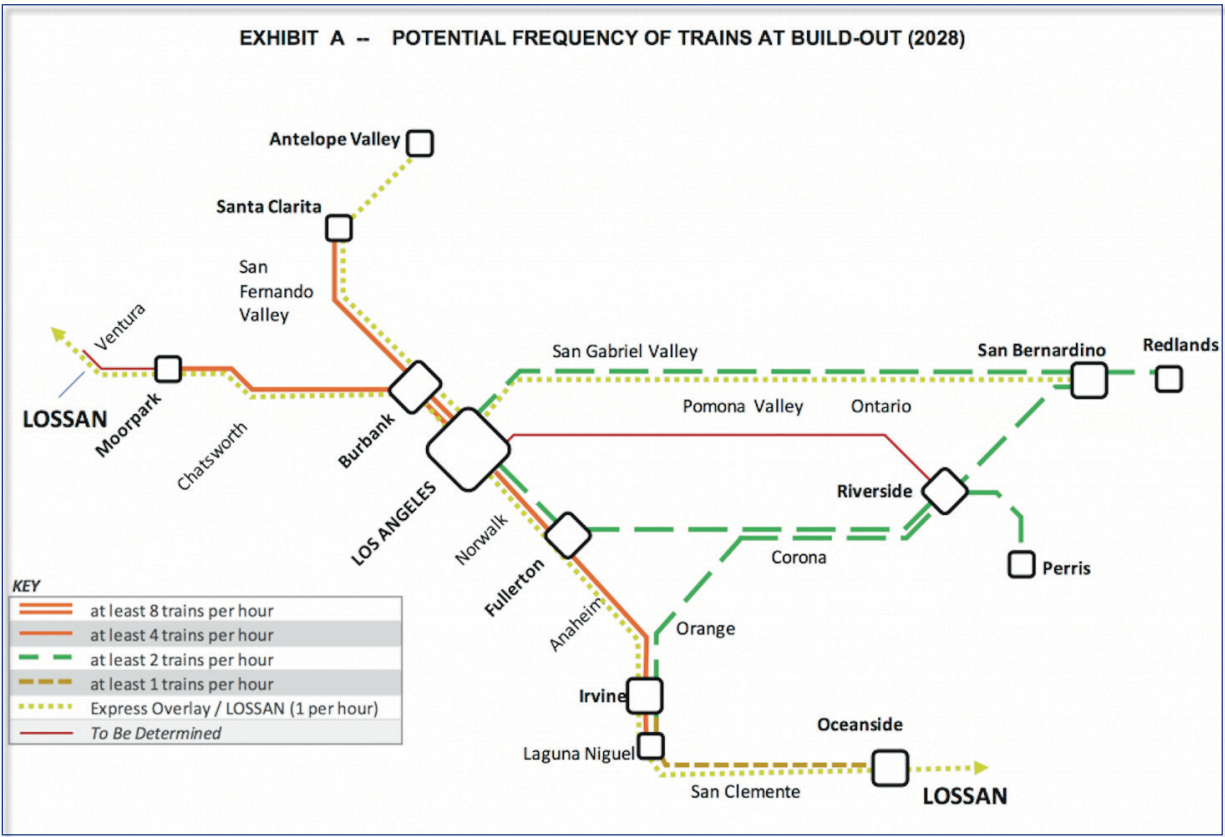 EXHIBIT A -- POTENTIAL FREQUENCY OF TRAINS AT BUILD-OUT (2028)
Antelope Valley
Santa Clarita
San
Fernando
Valley
Ventura
LOSSAN
Moorpark
Chatsworth
Burbank
LOS ANGELES
San Gabriel Valley
Pomona Valley
Ontario
San Bernardino
Redlands
Riverside
Perris
Corona
Norwalk
Fullerton
Anaheim
Orange
Irvine
Laguna Niguel
Oceanside
San Clemente
LOSSAN
KEY
at least 8 trains per hour
at least 4 trains per hour
at least 2 trains per hour
at least 1 trains per hour
Express Overlay / LOSSAN (1 per hour)
To Be Determined